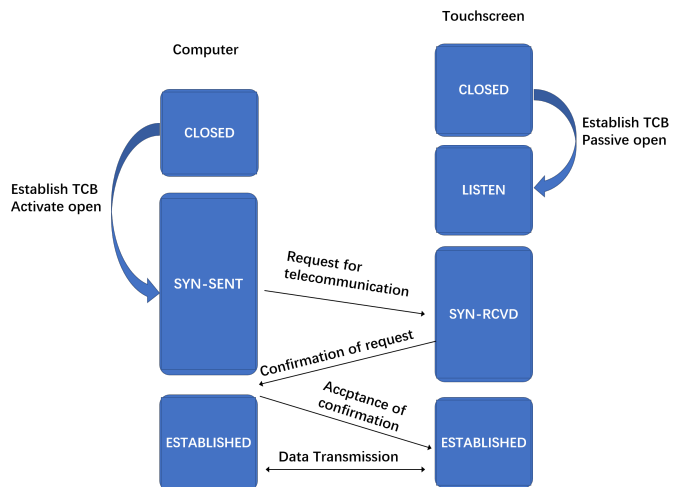 Touchscreen
Computer
CLOSED
CLOSED
Establish TCB
Passive open
Establish TCB
Activate open
LISTEN
SYN-SENT
Request for
telecommunication
SYN-RCVD
Confirmation of request
Accptance of
confirmation
ESTABLISHED
ESTABLISHED
Data Transmission